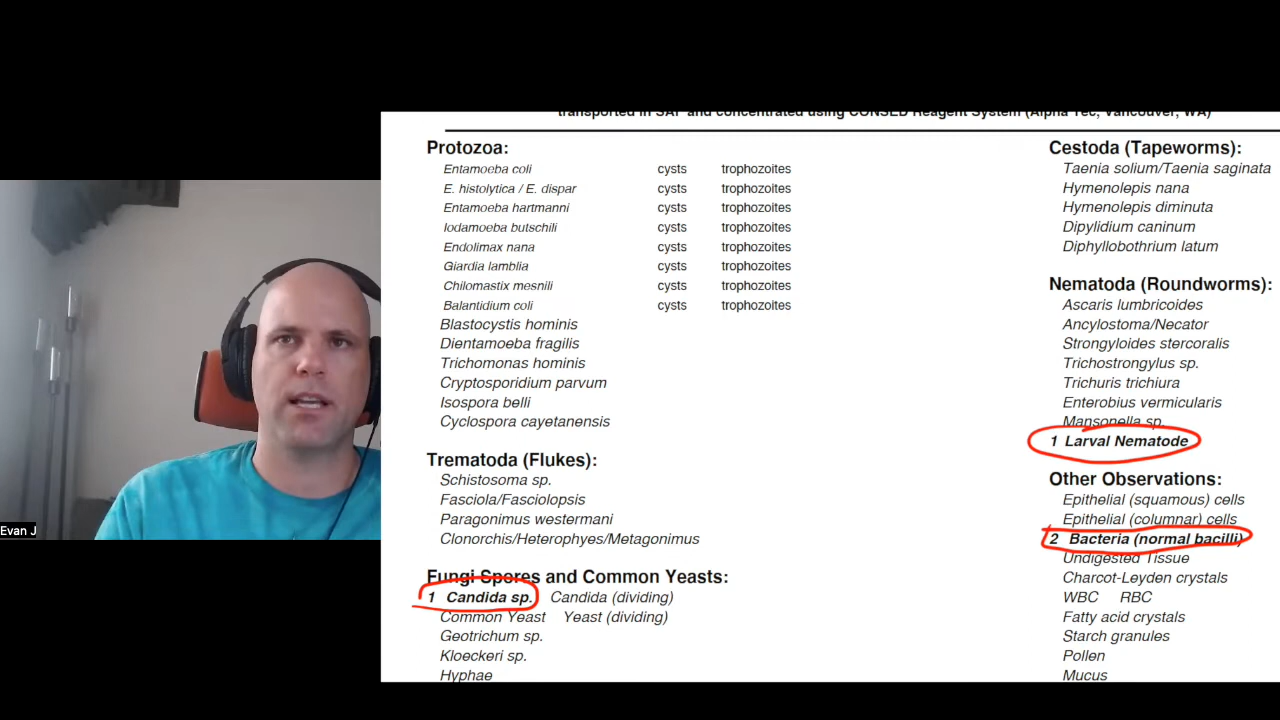 transported in SAF and concentrated using CONSED Reagent System (Alpha Tec, Vancouver, WA)
Protozoa:
Entamoeba coli cysts trophozoites
E. histolytica / E. dispar cysts trophozoites
Entamoeba hartmanni cysts trophozoites
Iodamoeba butschili cysts trophozoites
Endolimax nana cysts trophozoites
Giardia lamblia cysts trophozoites
Chilomastix mesnili cysts trophozoites
Balantidium coli cysts trophozoites
Blastocystis hominis
Dientamoeba fragilis
Trichomonas hominis
Cryptosporidium parvum
Isospora belli
Cyclospora cayetanensis
Trematoda (Flukes):
Schistosoma sp.
Fasciola/Fasciolopsis
Paragonimus westermani
Clonorchis/Heterophyes/Metagonimus
Fungi Spores and Common Yeasts:
1 Candida sp. Candida (dividing)
Common Yeast Yeast (dividing)
Geotrichum sp.
Kloeckeri sp.
Hyphae
Cestoda (Tapeworms):
Taenia solium/Taenia saginata
Hymenolepis nana
Hymenolepis diminuta
Dipylidium caninum
Diphyllobothrium latum
Nematoda (Roundworms):
Ascaris lumbricoides
Ancylostoma/Necator
Strongyloides stercoralis
Trichostrongylus sp.
Trichuris trichiura
Enterobius vermicularis
Mansonella sp.
1 Larval Nematode
Other Observations:
Epithelial (squamous) cells
Epithelial (columnar) cells
2 Bacteria (normal bacilli)
Undigested Tissue
Charcot-Leyden crystals
WBC RBC
Fatty acid crystals
Starch granules
Pollen
Mucus
Evan J